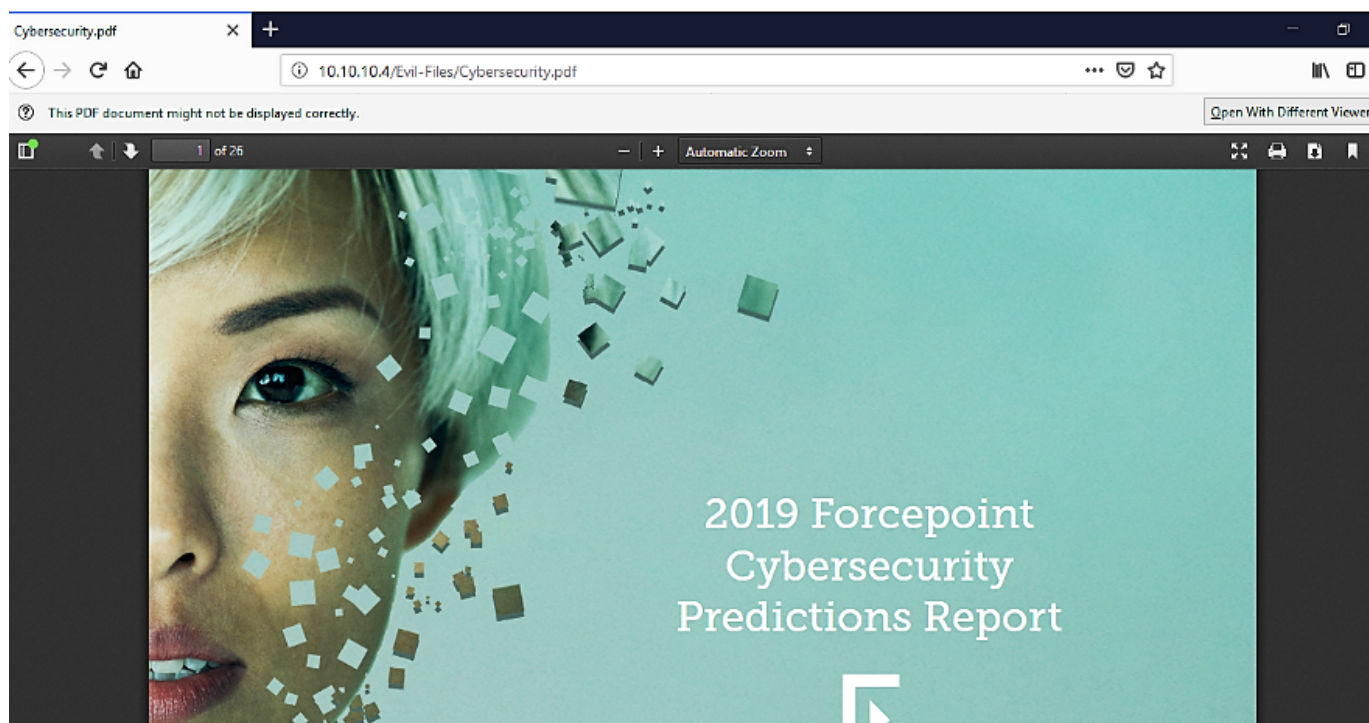 Cybersecurity.pdf
10.10.10.4/Evil-Files/Cybersecurity.pdf
This PDF document might not be displayed correctly.
Open With Different Viewer
1 of 26
Automatic Zoom
2019 Forcepoint
Cybersecurity
Predictions Report